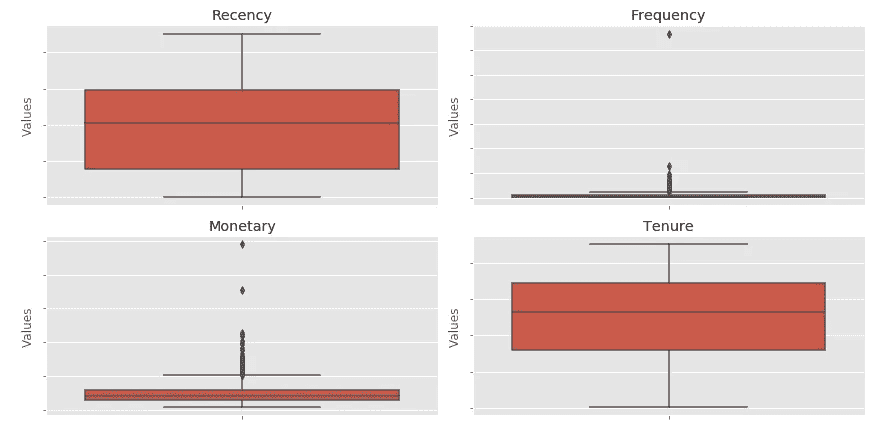 Recency
Frequency
Values
Values
Monetary
Tenure
Values
Values